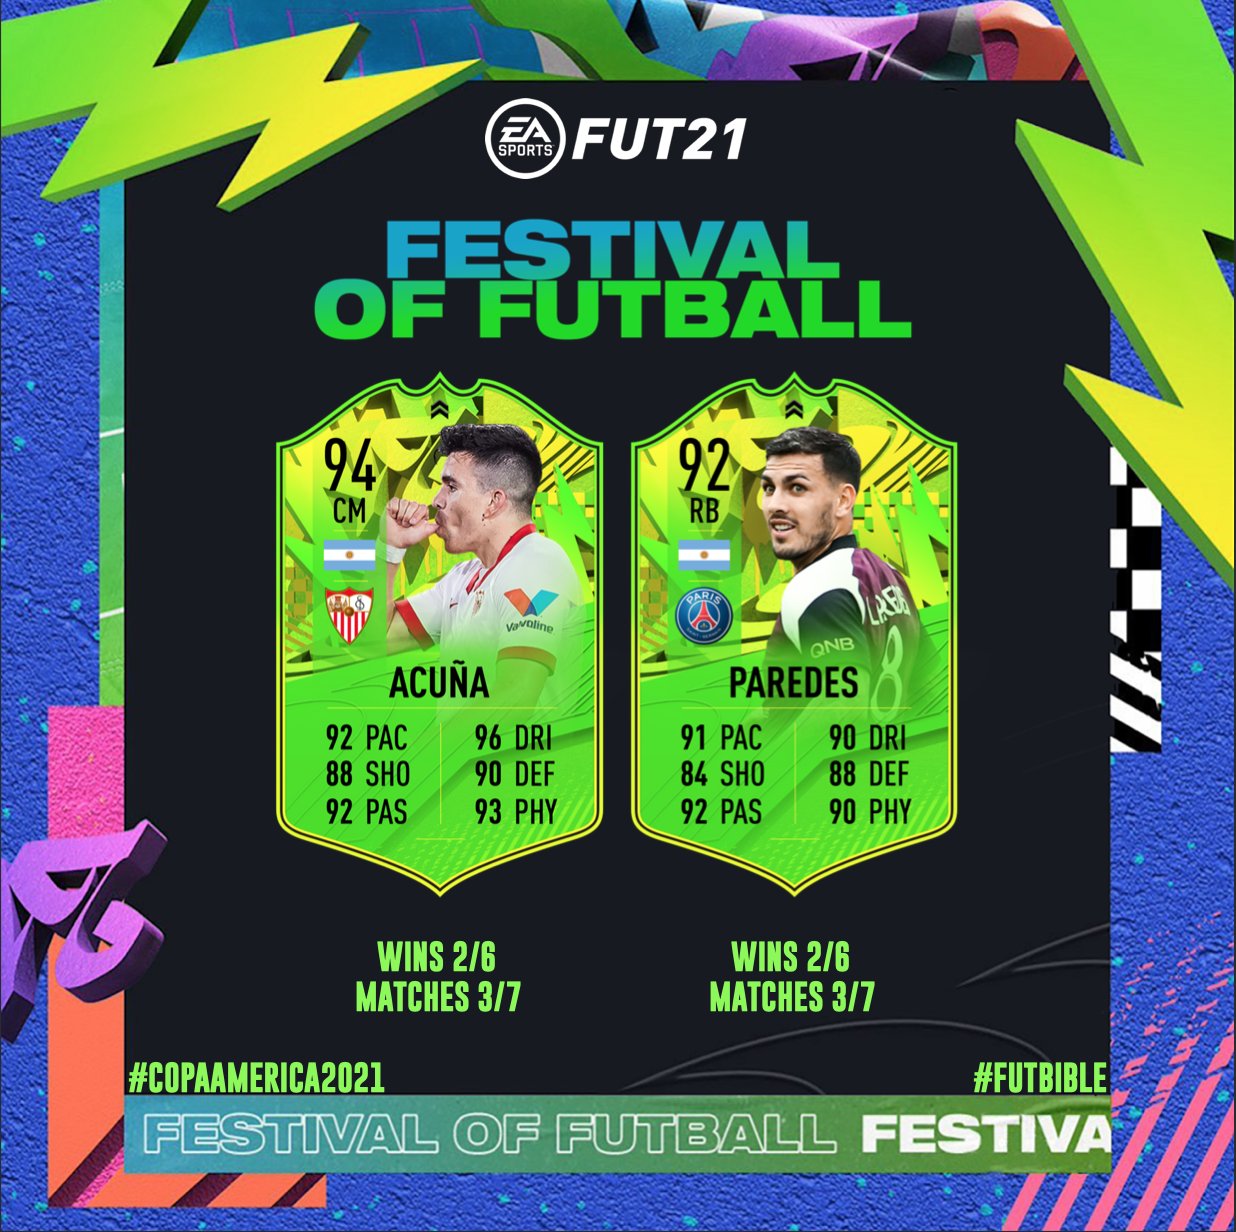 EA
SPORTS
FUT21
FESTIVAL
OF FUTBALL
94
CM
Valvoline
ACUÑA
92 PAC 96 DRI
88 SHO 90 DEF
92 PAS 93 PHY
92
RB
PARIS
SAINT-GERMAIN
QNB
8
PAREDES
91 PAC 90 DRI
84 SHO 88 DEF
92 PAS 90 PHY
WINS 2/6
MATCHES 3/7
WINS 2/6
MATCHES 3/7
#COPAAMERICA2021
#FUTBIBLE
FESTIVAL OF FUTBALL FESTIVA